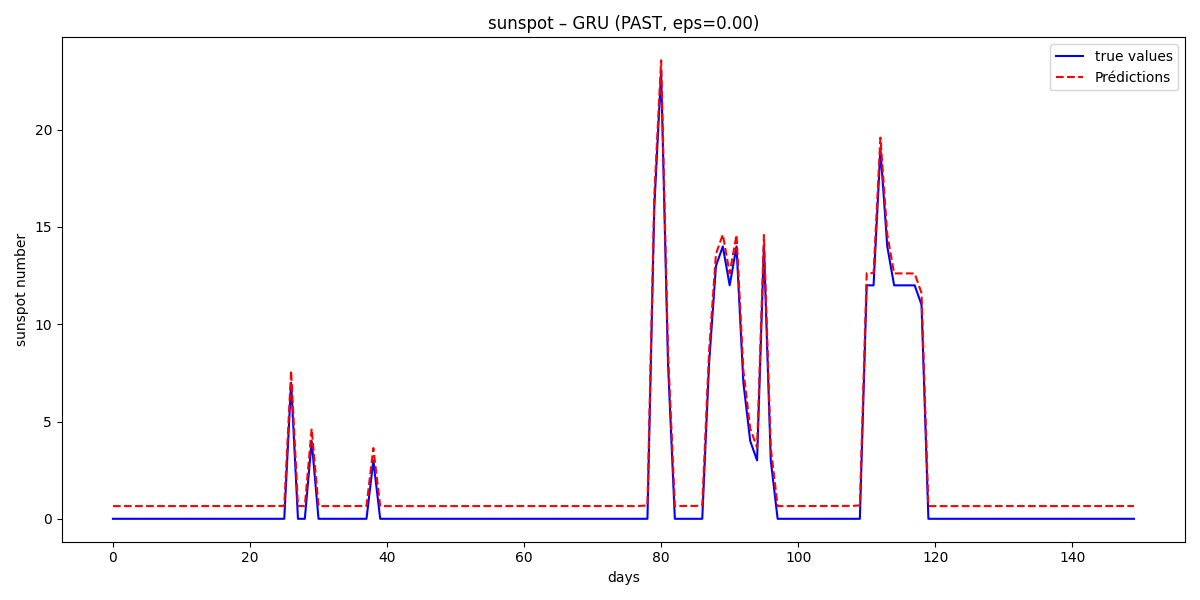 sunspot – GRU (PAST, eps=0.00)
true values
Prédictions
sunspot number
20
15
10
5
0
0 20 40 60 80 100 120 140
days